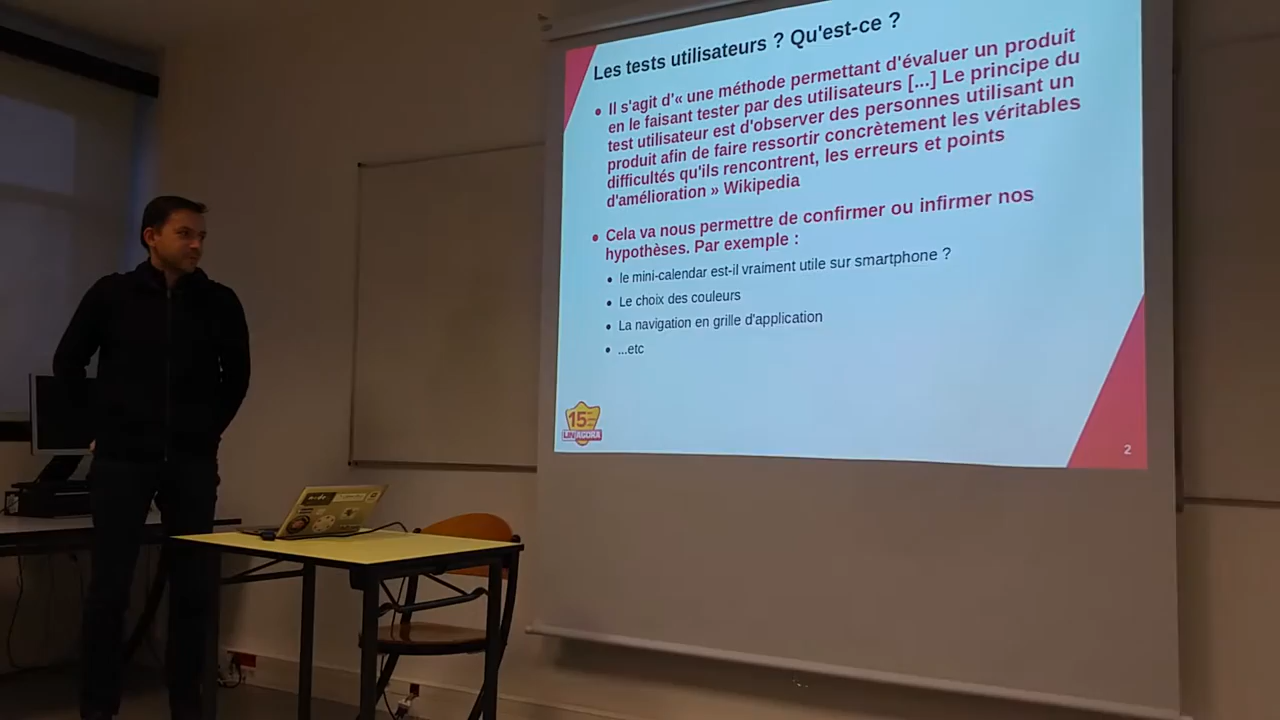 Les tests utilisateurs ? Qu'est-ce ?
• Il s'agit d'« une méthode permettant d'évaluer un produit
en le faisant tester par des utilisateurs [...] Le principe du
test utilisateur est d'observer des personnes utilisant un
produit afin de faire ressortir concrètement les véritables
difficultés qu'ils rencontrent, les erreurs et points
d'amélioration » Wikipedia
• Cela va nous permettre de confirmer ou infirmer nos
hypothèses. Par exemple :
• le mini-calendar est-il vraiment utile sur smartphone ?
• Le choix des couleurs
• La navigation en grille d'application
• ...etc
15
LINAGORA
2